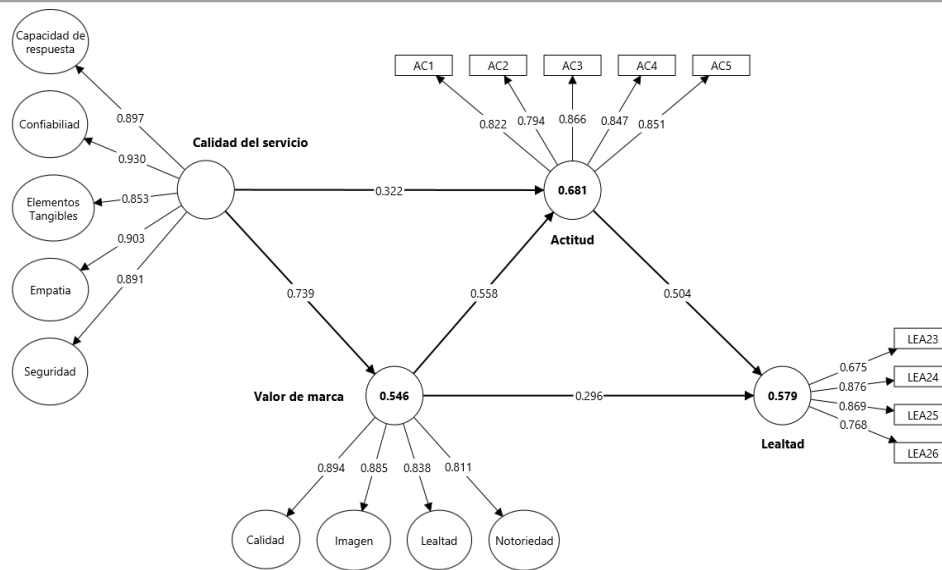 Capacidad de
respuesta
AC1
AC2
AC3
AC4
AC5
0.897
0.822
0.794
0.866
0.847
0.851
Confiabiliad
0.930
Calidad del servicio
Elementos
Tangibles
0.853
0.322
0.681
Actitud
0.903
Empatia
0.891
0.739
0.558
0.504
Seguridad
LEA23
0.675
LEA24
0.876
Valor de marca
0.546
0.296
0.579
0.869
LEA25
0.768
Lealtad
LEA26
0.894
0.885
0.838
0.811
Calidad
Imagen
Lealtad
Notoriedad